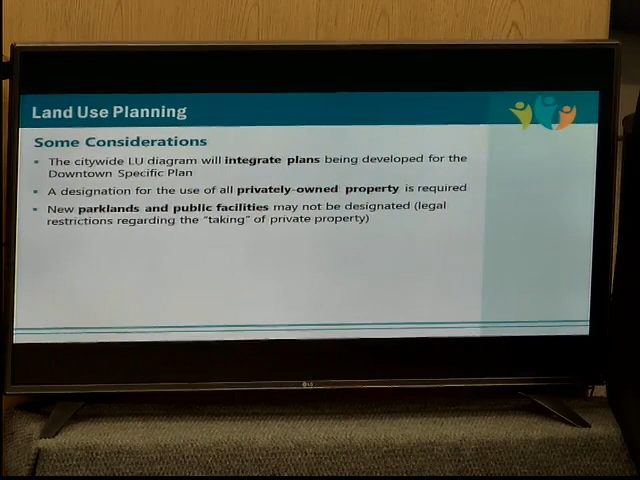 Land Use Planning
Some Considerations
▪ The citywide LU diagram will integrate plans being developed for the
Downtown Specific Plan
▪ A designation for the use of all privately-owned property is required
▪ New parklands and public facilities may not be designated (legal
restrictions regarding the "taking" of private property)
LG